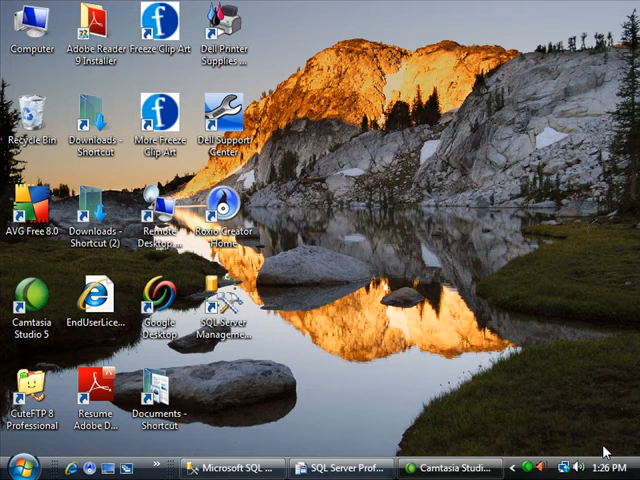 Computer
Adobe Reader
9 Installer
Freeze Clip Art
Dell Printer
Supplies ...
Recycle Bin
Downloads -
Shortcut
More Freeze
Clip Art
Dell Support
Center
AVG Free 8.0
Downloads -
Shortcut (2)
Remote
Desktop ...
Roxio Creator
Home
Camtasia
Studio 5
EndUserLice...
Google
Desktop
SQL Server
Manageme...
CuteFTP 8
Professional
Resume
Adobe D...
Documents -
Shortcut
Microsoft SQL ...
SQL Server Prof...
Camtasia Studi...
1:26 PM